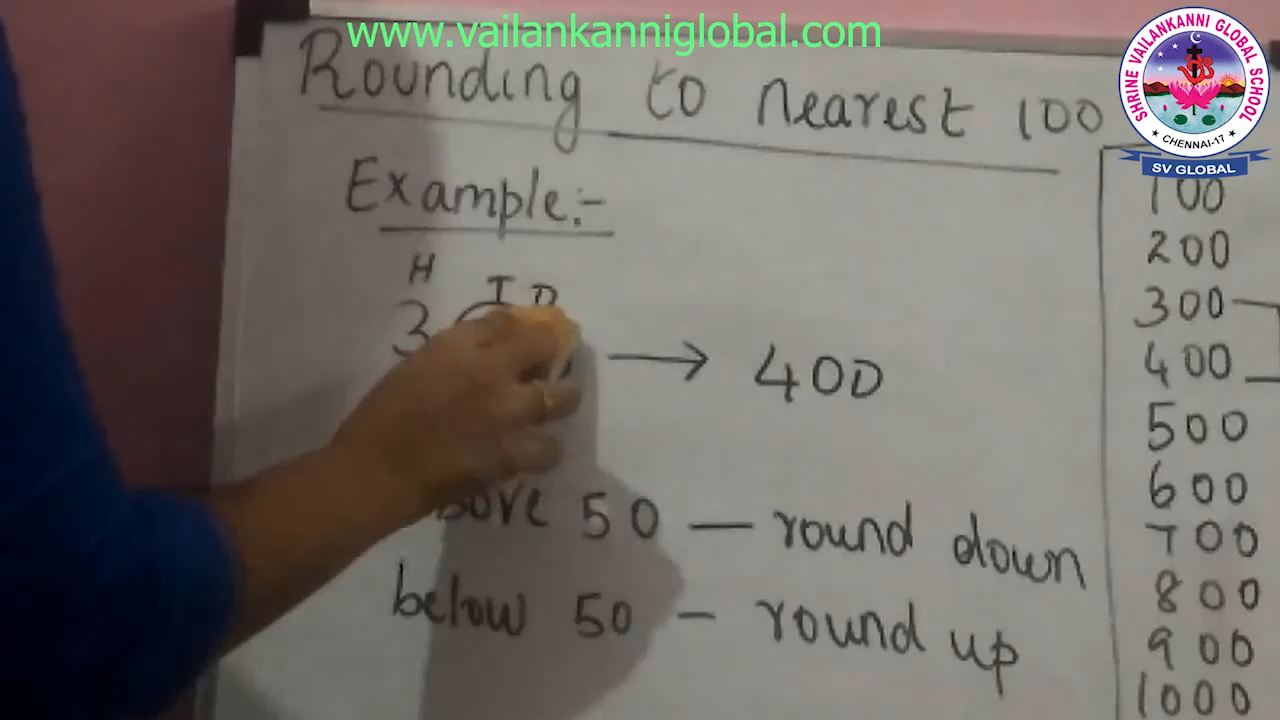 www.vailankanniglobal.com
SHRINE VAILANKANNI GLOBAL SCHOOL
CHENNAI-17
SV GLOBAL
Rounding to nearest 100
Example:-
H
3 → 400
50 — round down
below 50 — round up
100
200
300
400
500
600
700
800
900
1000